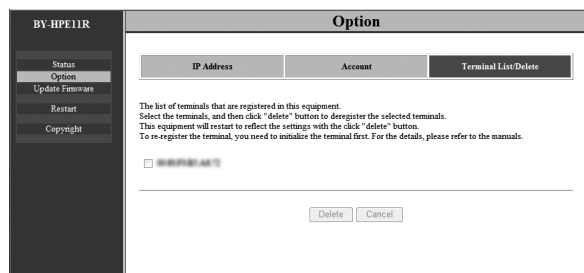 BY-HPE11R
Option
Status
Option
Update Firmware
Restart
Copyright
IP Address
Account
Terminal List/Delete
The list of terminals that are registered in this equipment.
Select the terminals, and then click "delete" button to deregister the selected terminals.
This equipment will restart to reflect the settings with the click "delete" button.
To re-register the terminal, you need to initialize the terminal first. For the details, please refer to the manuals.
Delete
Cancel